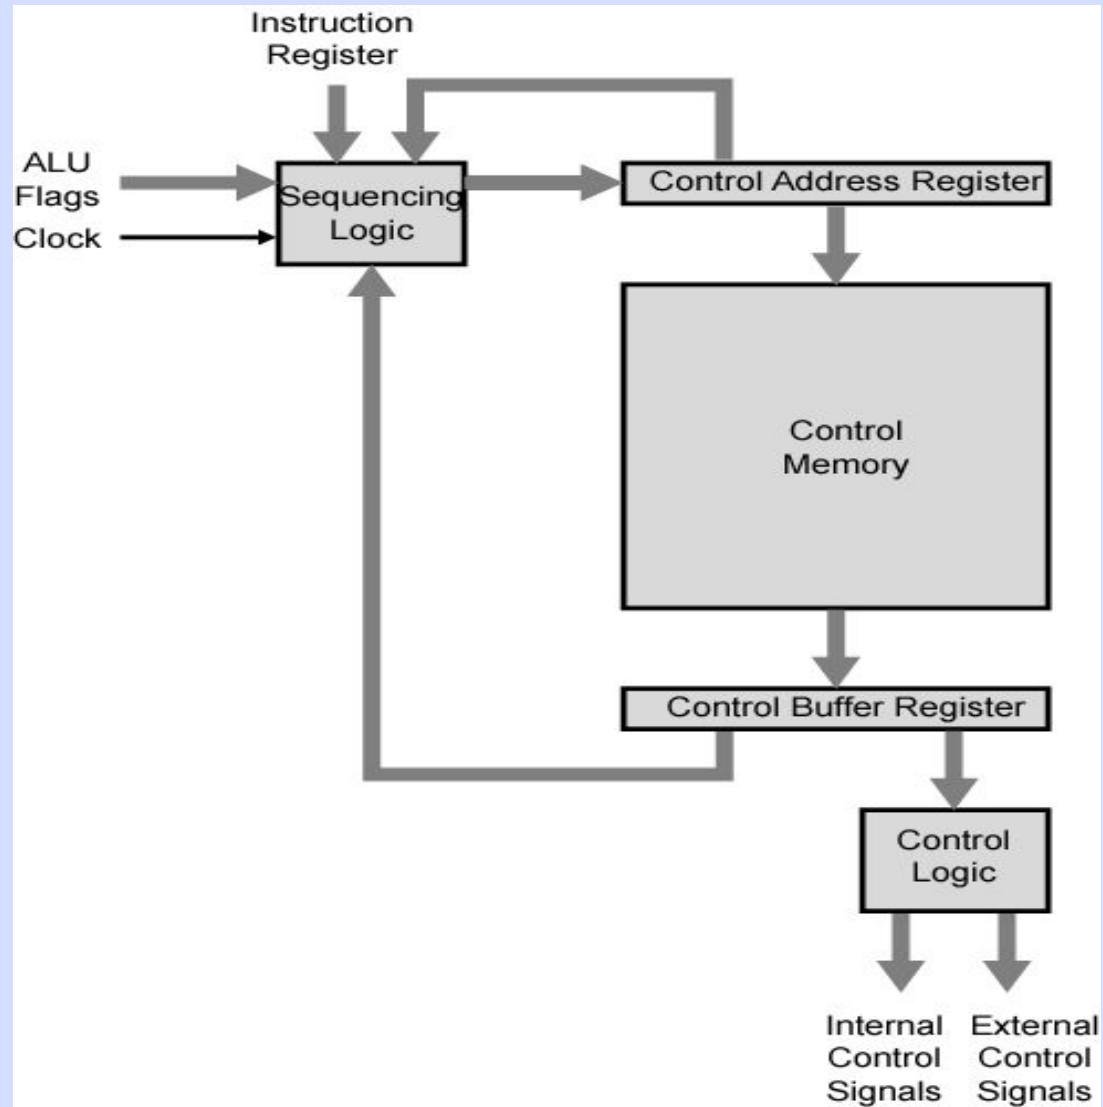 Instruction
Register
ALU
Flags
Clock
Sequencing
Logic
Control Address Register
Control
Memory
Control Buffer Register
Control
Logic
Internal
Control
Signals
External
Control
Signals